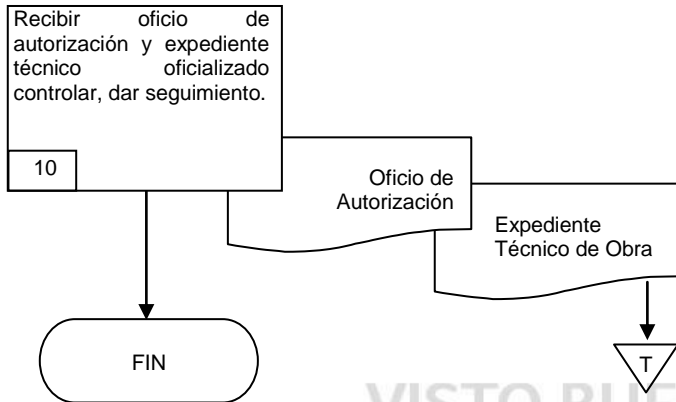 Recibir oficio de
autorización y expediente
técnico oficializado
controlar, dar seguimiento.
10
Oficio de
Autorización
Expediente
Técnico de Obra
FIN
T
VISTO